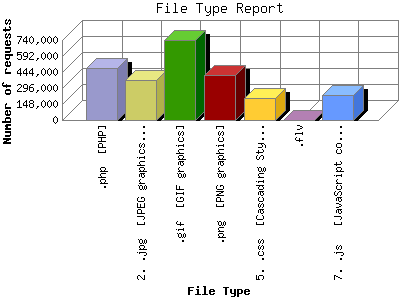 File Type Report
Number of requests
740,000
592,000
444,000
296,000
148,000
0
.php [PHP]
2. .jpg [JPEG graphics...
.gif [GIF graphics]
.png [PNG graphics]
5. .css [Cascading Sty...
.flv
7. .js [JavaScript co...
File Type